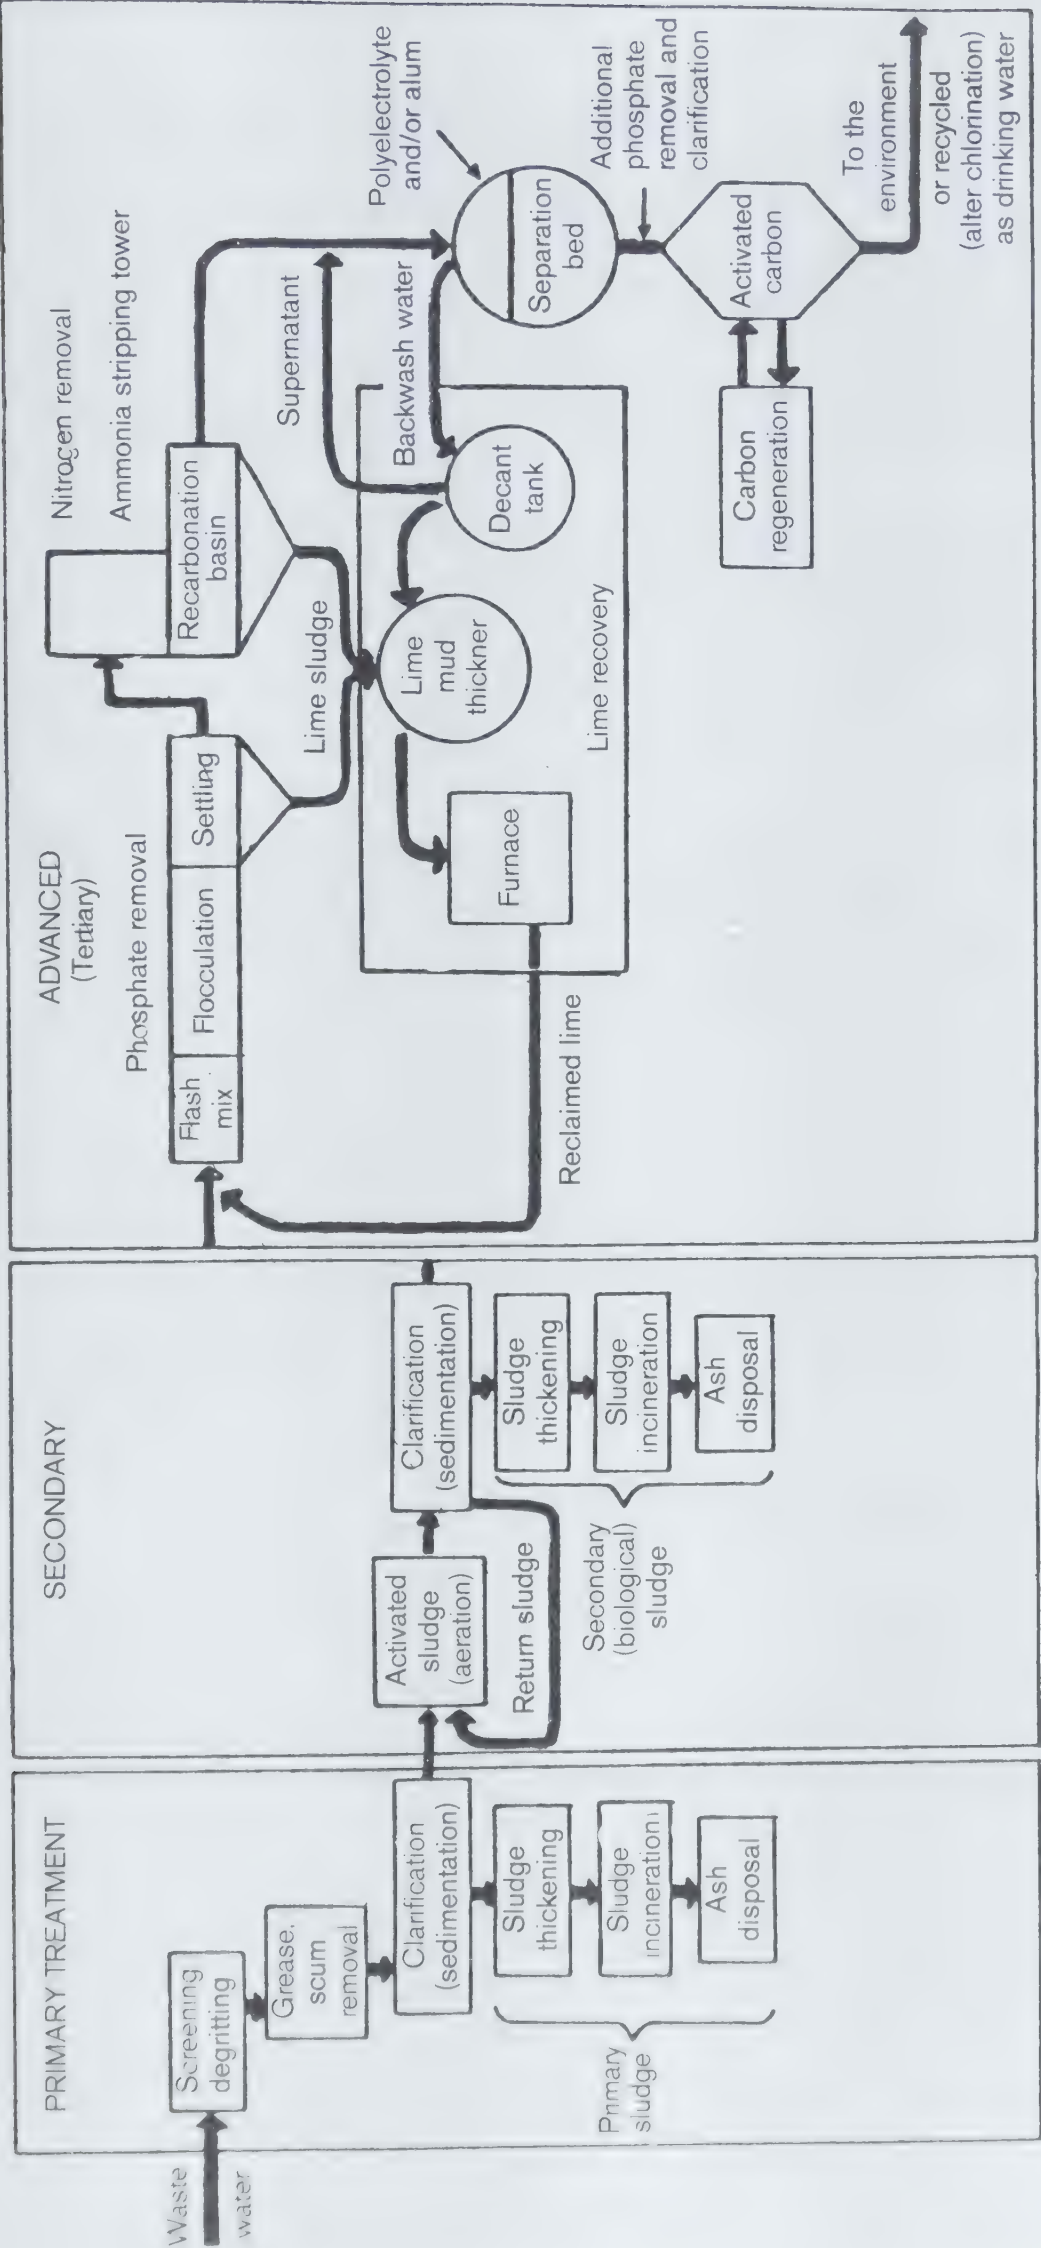 PRIMARY TREATMENT
Waste
water
Screening
degritting
Grease.
scum
removal
Clarification
(sedimentation)
Sludge
thickening
Sludge
incineration
Ash
disposal
Primary
sludge
SECONDARY
Activated
sludge
(aeration)
Clarification
(sedimentation)
Return sludge
Sludge
thickening
Sludge
incineration
Ash
disposal
Secondary
(biological)
sludge
ADVANCED
(Tertiary)
Phosphate removal
Flash
mix
Flocculation
Settling
Nitrogen removal
Ammonia stripping tower
Recarbonation
basin
Lime sludge
Supernatant
Backwash water
Lime
mud
thickner
Decant
tank
Furnace
Lime recovery
Reclaimed lime
Polyelectrolyte
and/or alum
Separation
bed
Additional
phosphate
removal and
clarification
Activated
carbon
Carbon
regeneration
To the
environment
or recycled
(alter chlorination)
as drinking water